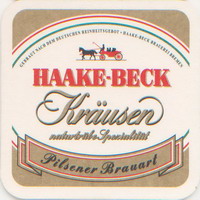 GEBRAUT NACH DEM DEUTSCHEN REINHEITSGEBOT · HAAKE-BECK BRAUEREI BREMEN
HAAKE-BECK
Kräusen
naturtrübe Spezialität
Pilsener Brauart